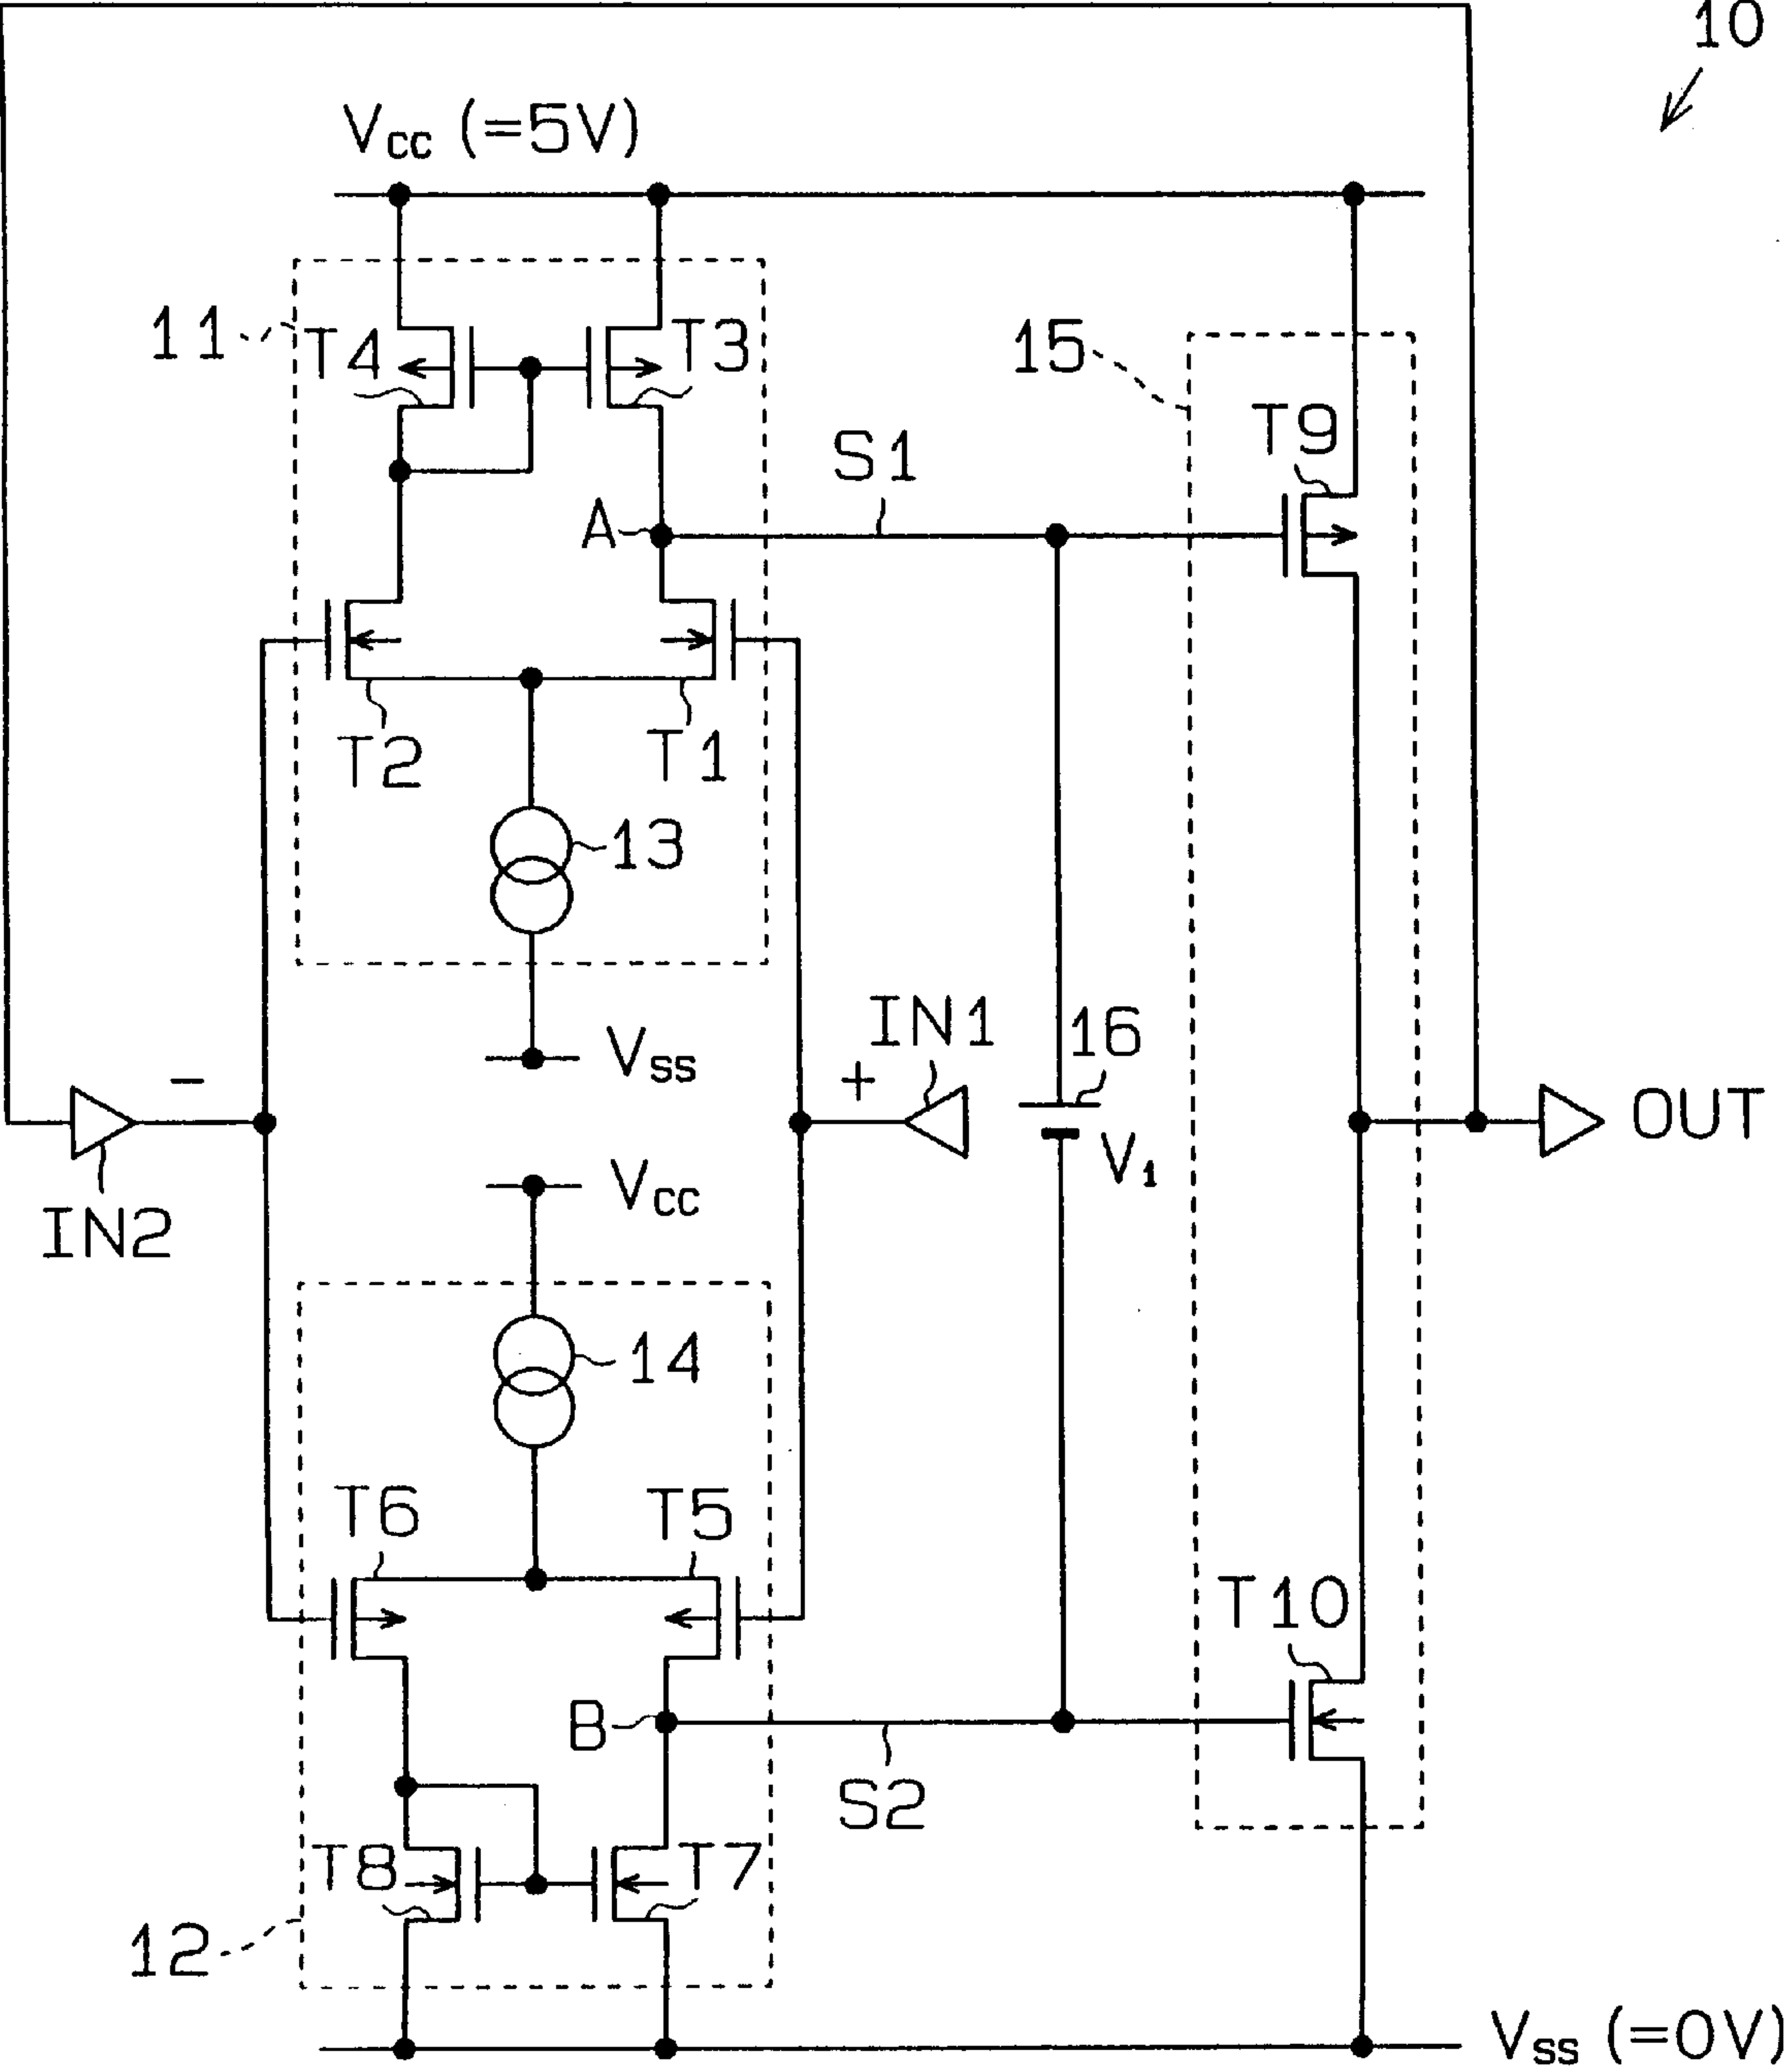 10
Vcc (=5V)
11
T4
T3
15
T9
S1
A
T2
T1
13
Vss
IN1
+
16
V1
−
OUT
IN2
Vcc
14
T6
T5
T10
B
S2
T8
T7
12
Vss (=0V)